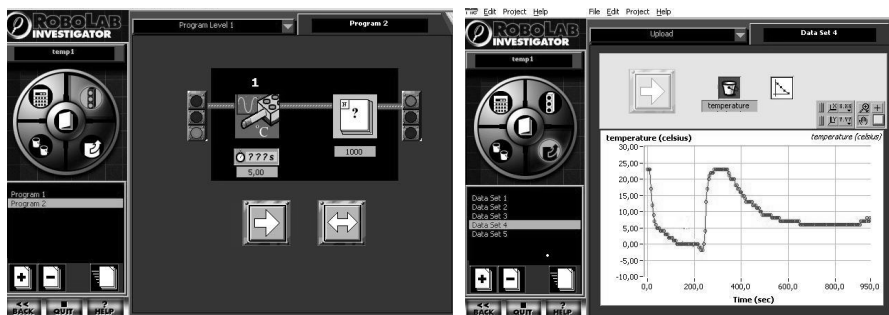 ROBOLAB
INVESTIGATOR
temp1
Program 1
Program 2
<<
BACK
QUIT
?
HELP
Program Level 1
Program 2
1
°C
???s
5,00
N
?
1000
Edit Project Help
File Edit Project Help
ROBOLAB
INVESTIGATOR
temp1
Data Set 1
Data Set 2
Data Set 3
Data Set 4
Data Set 5
<<
BACK
QUIT
?
HELP
Upload
Data Set 4
temperature
temperature (celsius)
temperature (celsius)
30,00
25,00
20,00
15,00
10,00
5,00
0,00
-5,00
-10,00
0,0 200,0 400,0 600,0 800,0 950,0
Time (sec)